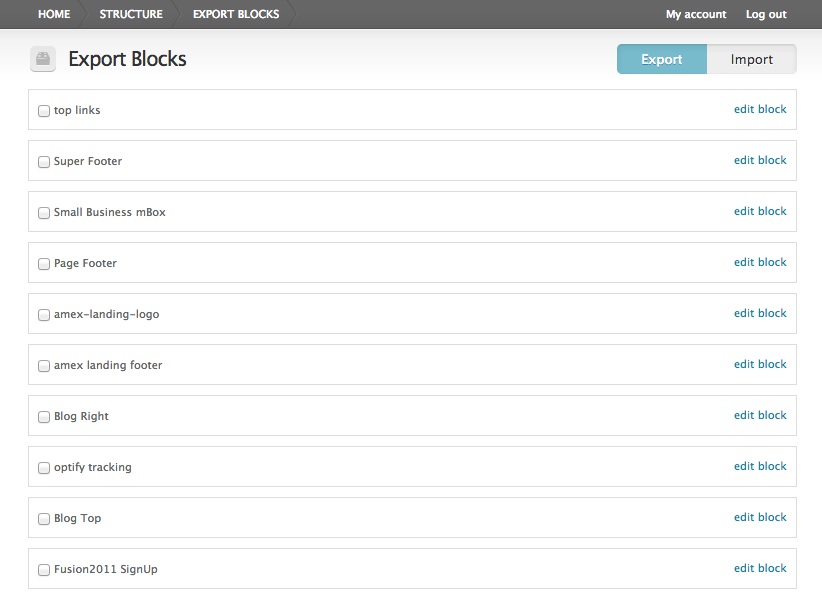 HOME STRUCTURE EXPORT BLOCKS My account Log out
Export Blocks Export Import
top links edit block
Super Footer edit block
Small Business mBox edit block
Page Footer edit block
amex-landing-logo edit block
amex landing footer edit block
Blog Right edit block
optify tracking edit block
Blog Top edit block
Fusion2011 SignUp edit block